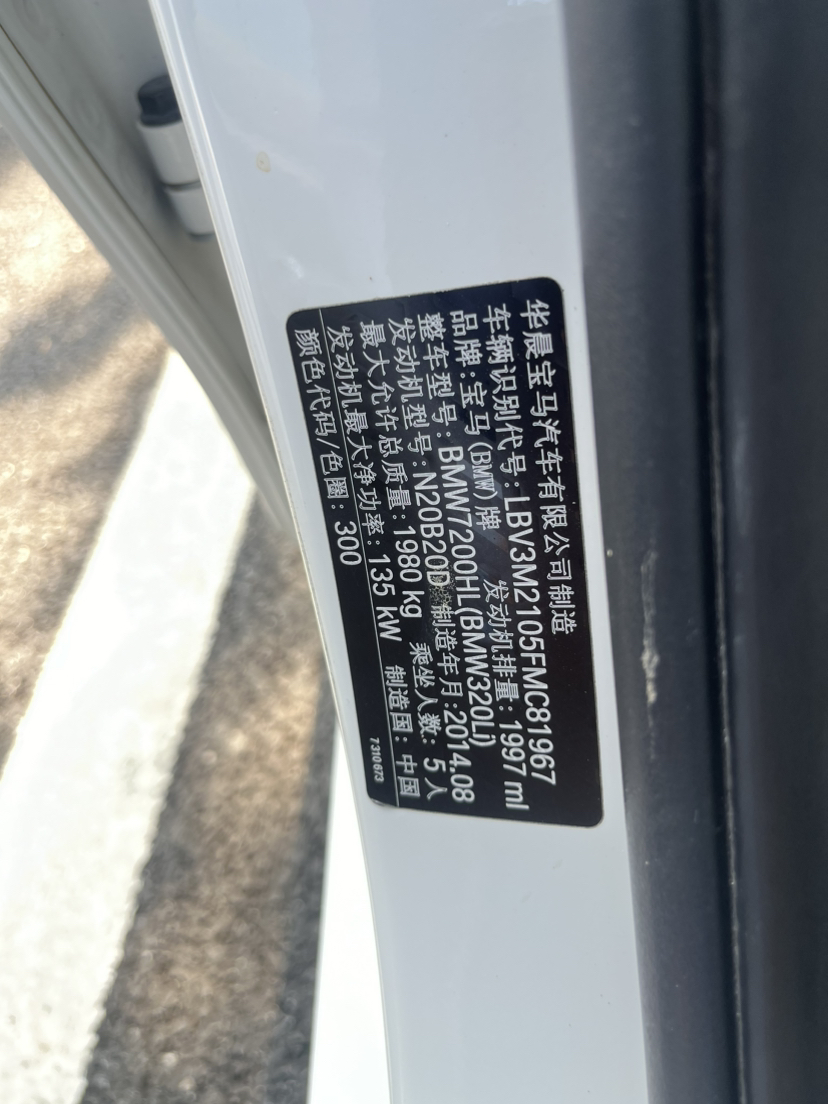 华晨宝马汽车有限公司制造
车辆识别代号：LBV3M2105FMC81967
品牌：宝马(BMW)牌 发动机排量：1997 ml
整车型号：BMW7200HL(BMW320Li)
发动机型号：N20B20D 制造年月：2014.08
最大允许总质量：1980 kg 乘坐人数：5人
发动机最大净功率：135 kW 制造国：中国
颜色代码/色圈：300
7 310 673